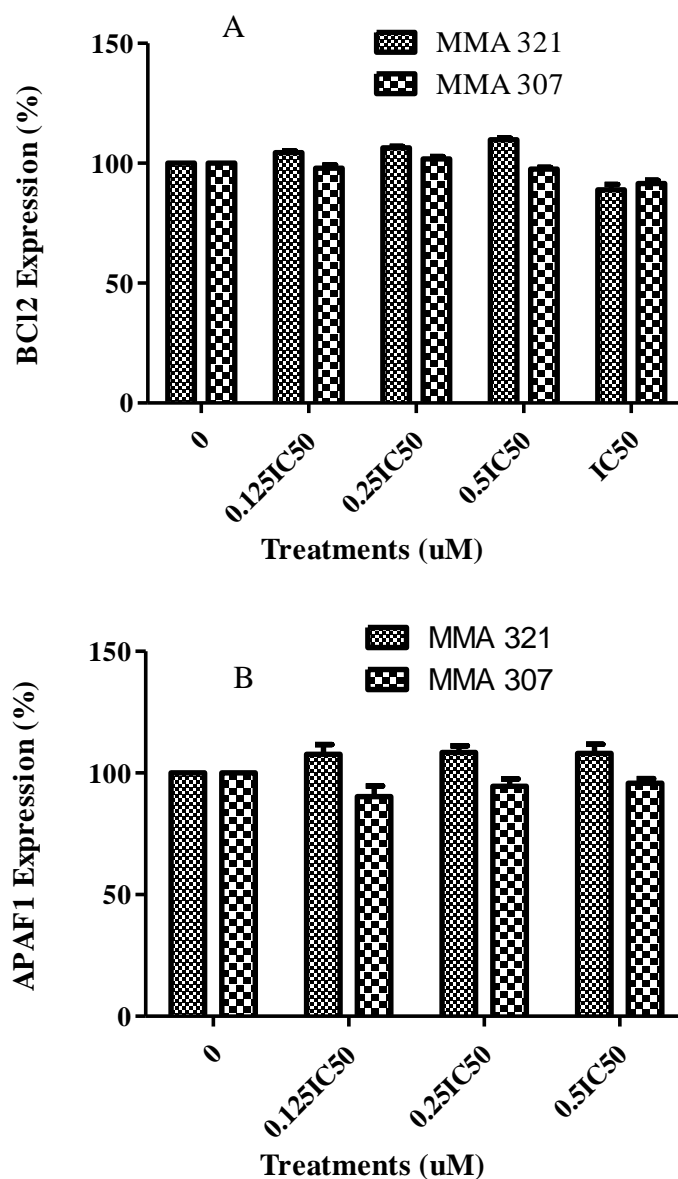 A
MMA 321
MMA 307
BCl2 Expression (%)
150
100
50
0
0
0.125IC50
0.25IC50
0.5IC50
IC50
Treatments (uM)
B
MMA 321
MMA 307
APAF1 Expression (%)
150
100
50
0
0
0.125IC50
0.25IC50
0.5IC50
Treatments (uM)